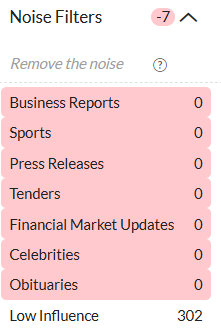 Noise Filters -7
Remove the noise ?
Business Reports 0
Sports 0
Press Releases 0
Tenders 0
Financial Market Updates 0
Celebrities 0
Obituaries 0
Low Influence 302